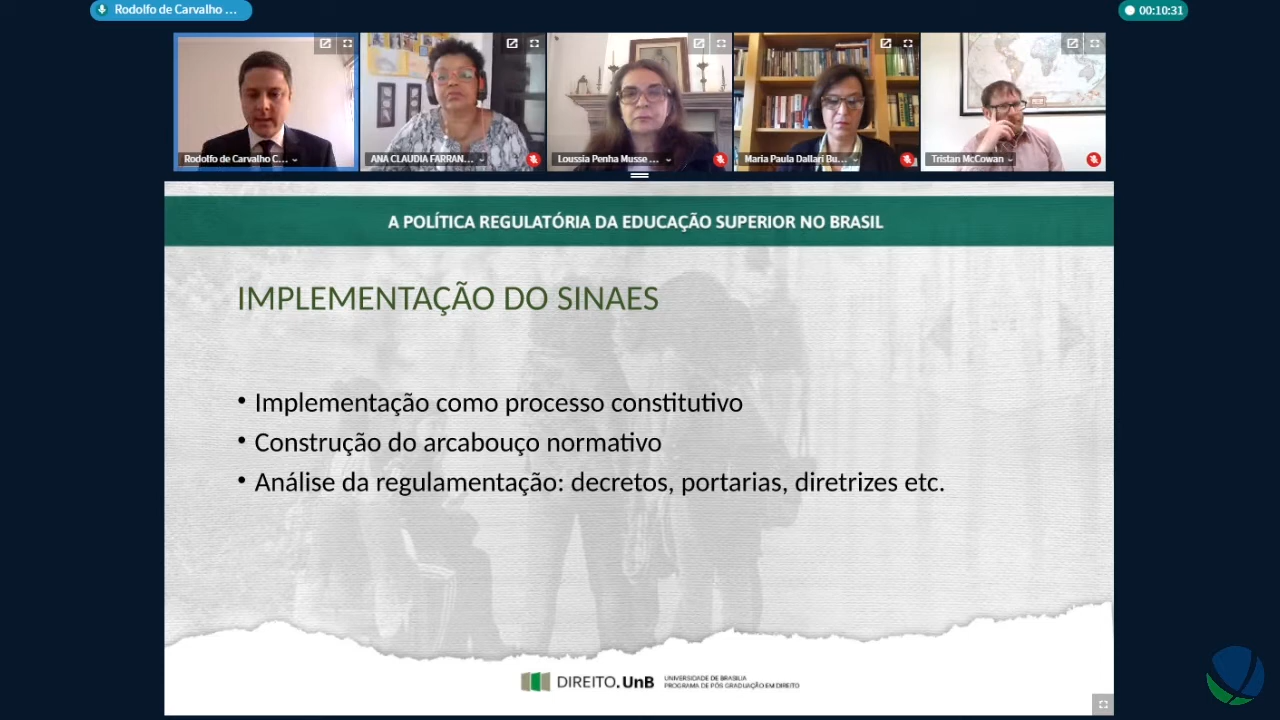 Rodolfo de Carvalho ...
00:10:31
Rodolfo de Carvalho C...
ANA CLAUDIA FARRAN...
Loussia Penha Musse ...
Maria Paula Dallari Bu...
Tristan McCowan
A POLÍTICA REGULATÓRIA DA EDUCAÇÃO SUPERIOR NO BRASIL
IMPLEMENTAÇÃO DO SINAES
• Implementação como processo constitutivo
• Construção do arcabouço normativo
• Análise da regulamentação: decretos, portarias, diretrizes etc.
DIREITO.UnB
UNIVERSIDADE DE BRASÍLIA
PROGRAMA DE PÓS GRADUAÇÃO EM DIREITO